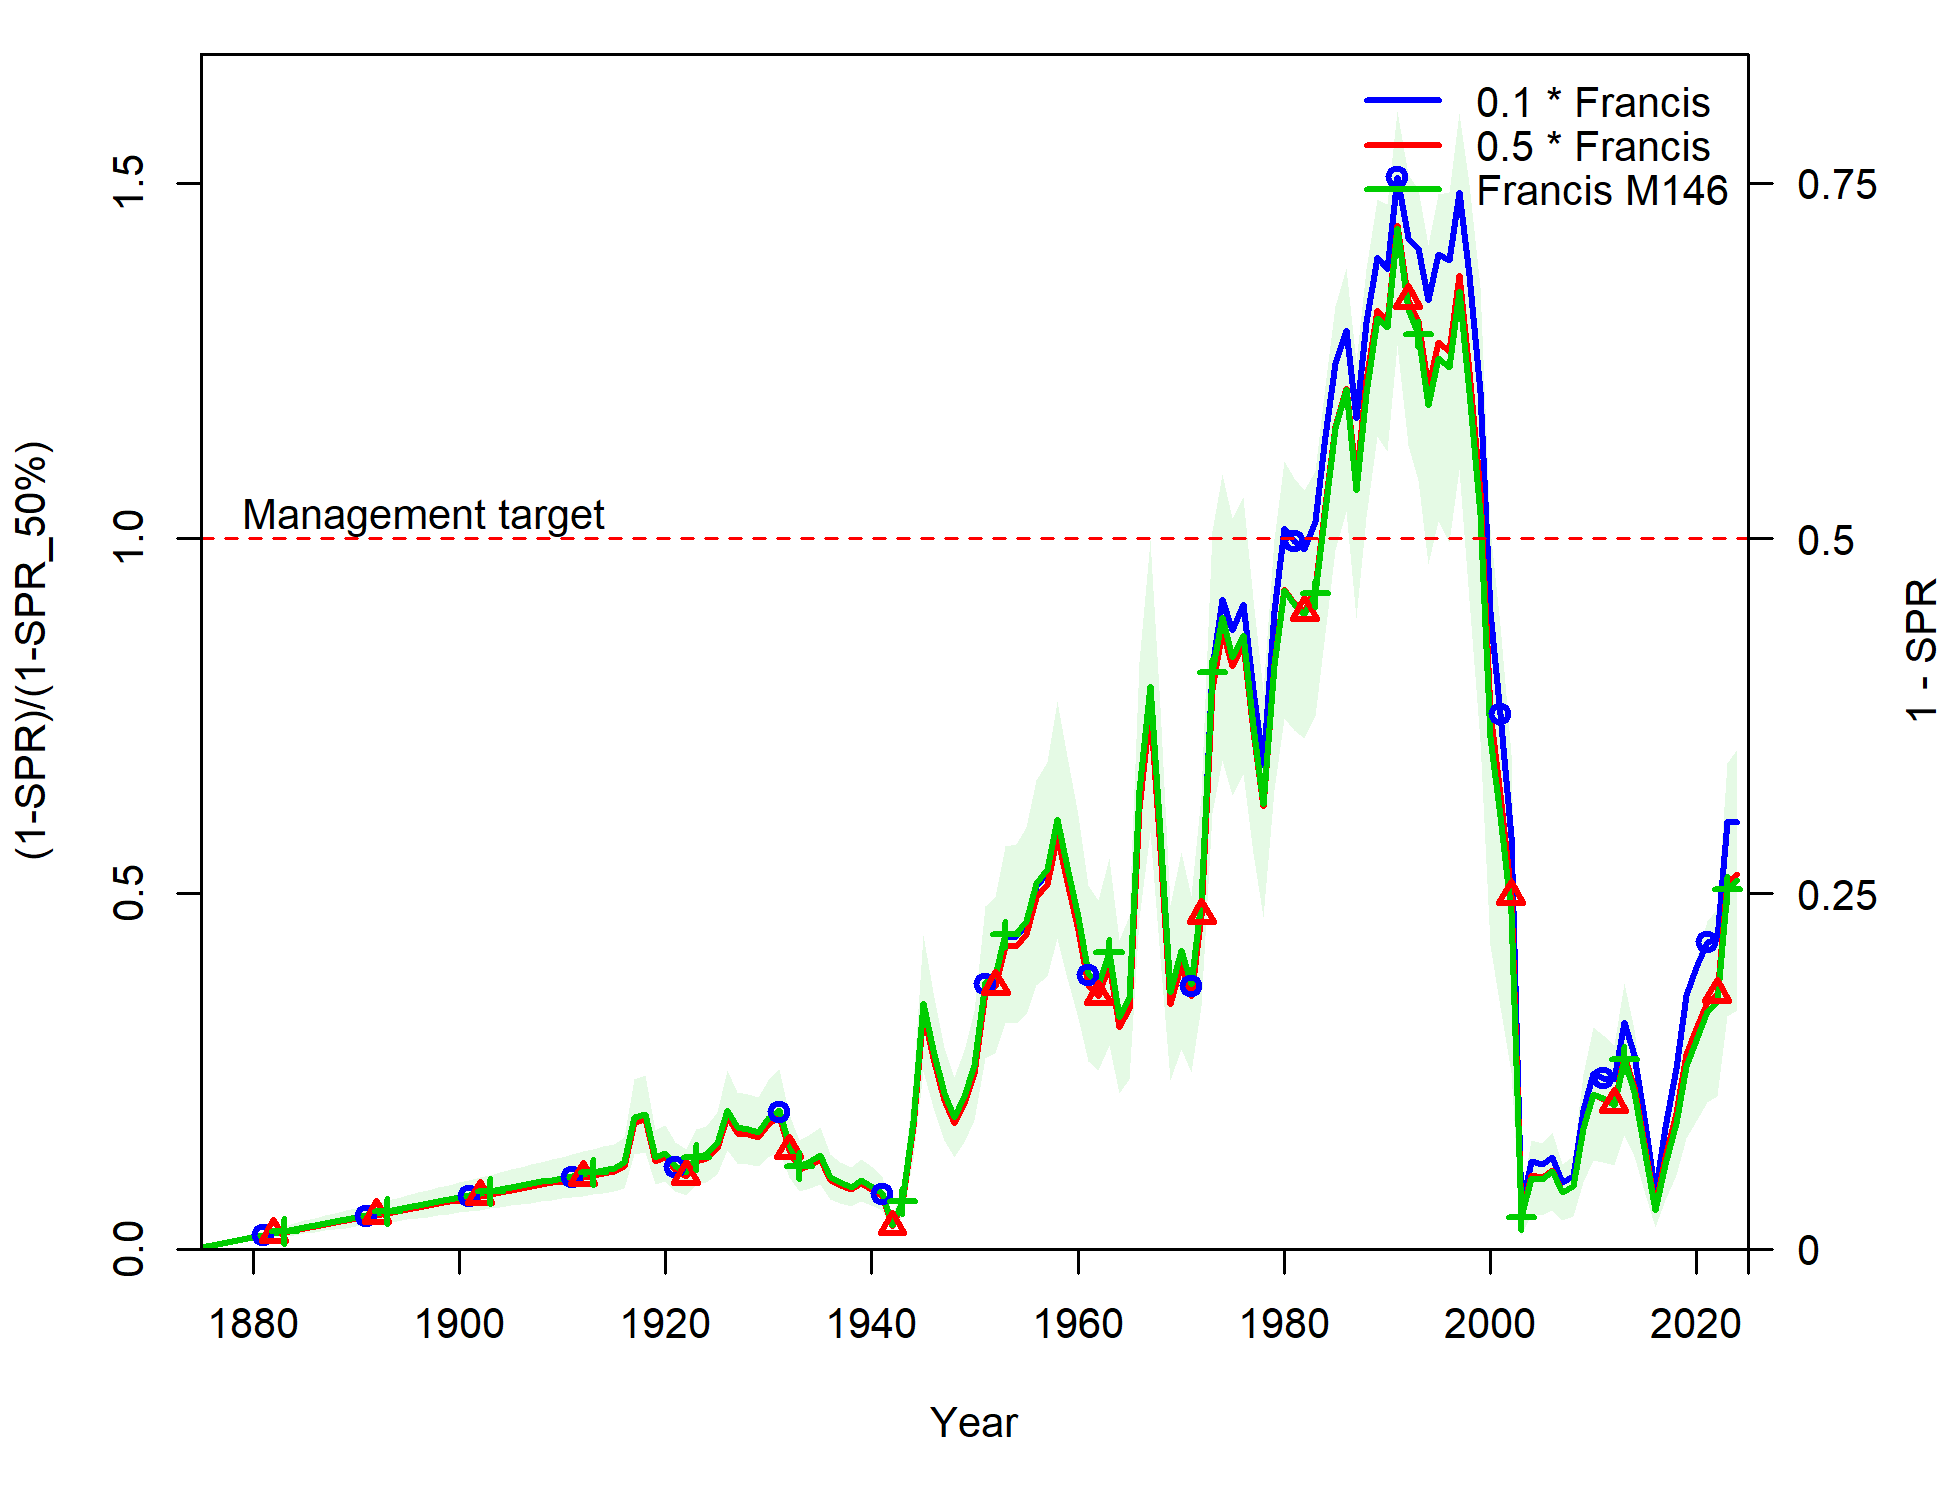 0.1 * Francis
0.5 * Francis
Francis M146
Management target
(1-SPR)/(1-SPR_50%)
0.0
0.5
1.0
1.5
1 - SPR
0
0.25
0.5
0.75
1880
1900
1920
1940
1960
1980
2000
2020
Year